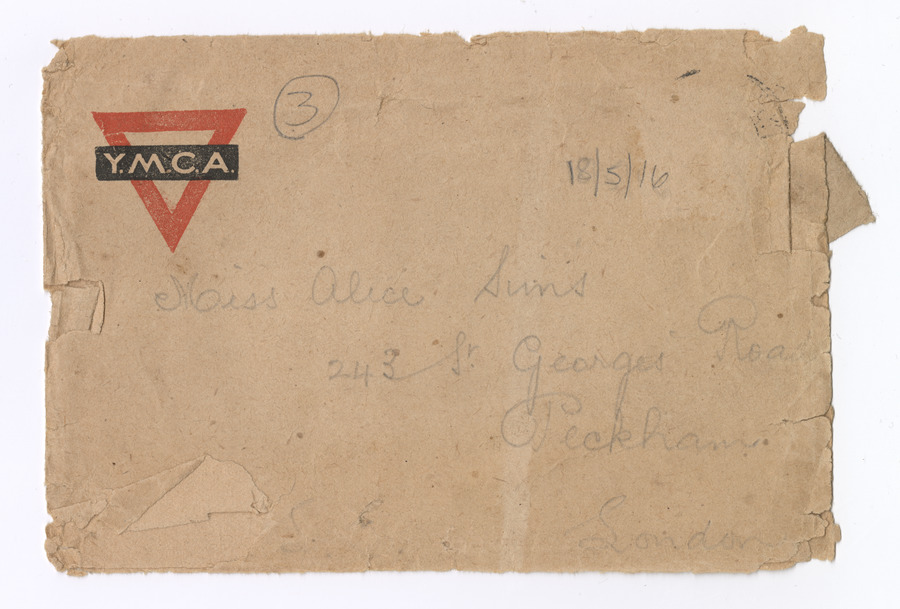 3
Y.M.C.A.
18/5/16
Miss Alice Sims
243 St Georges Road
Peckham
S. E. London